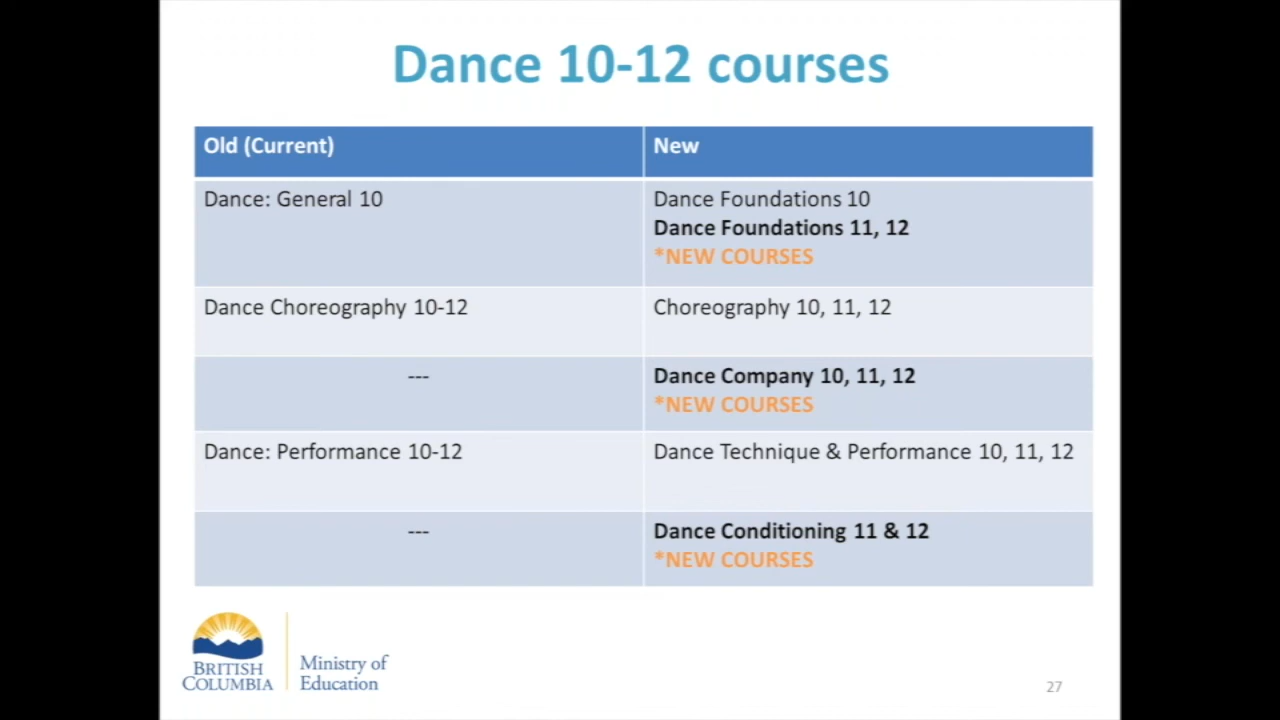 Dance 10-12 courses
Old (Current)
New
Dance: General 10
Dance Foundations 10
Dance Foundations 11, 12
*NEW COURSES
Dance Choreography 10-12
Choreography 10, 11, 12
---
Dance Company 10, 11, 12
*NEW COURSES
Dance: Performance 10-12
Dance Technique & Performance 10, 11, 12
---
Dance Conditioning 11 & 12
*NEW COURSES
BRITISH
COLUMBIA
Ministry of
Education
27